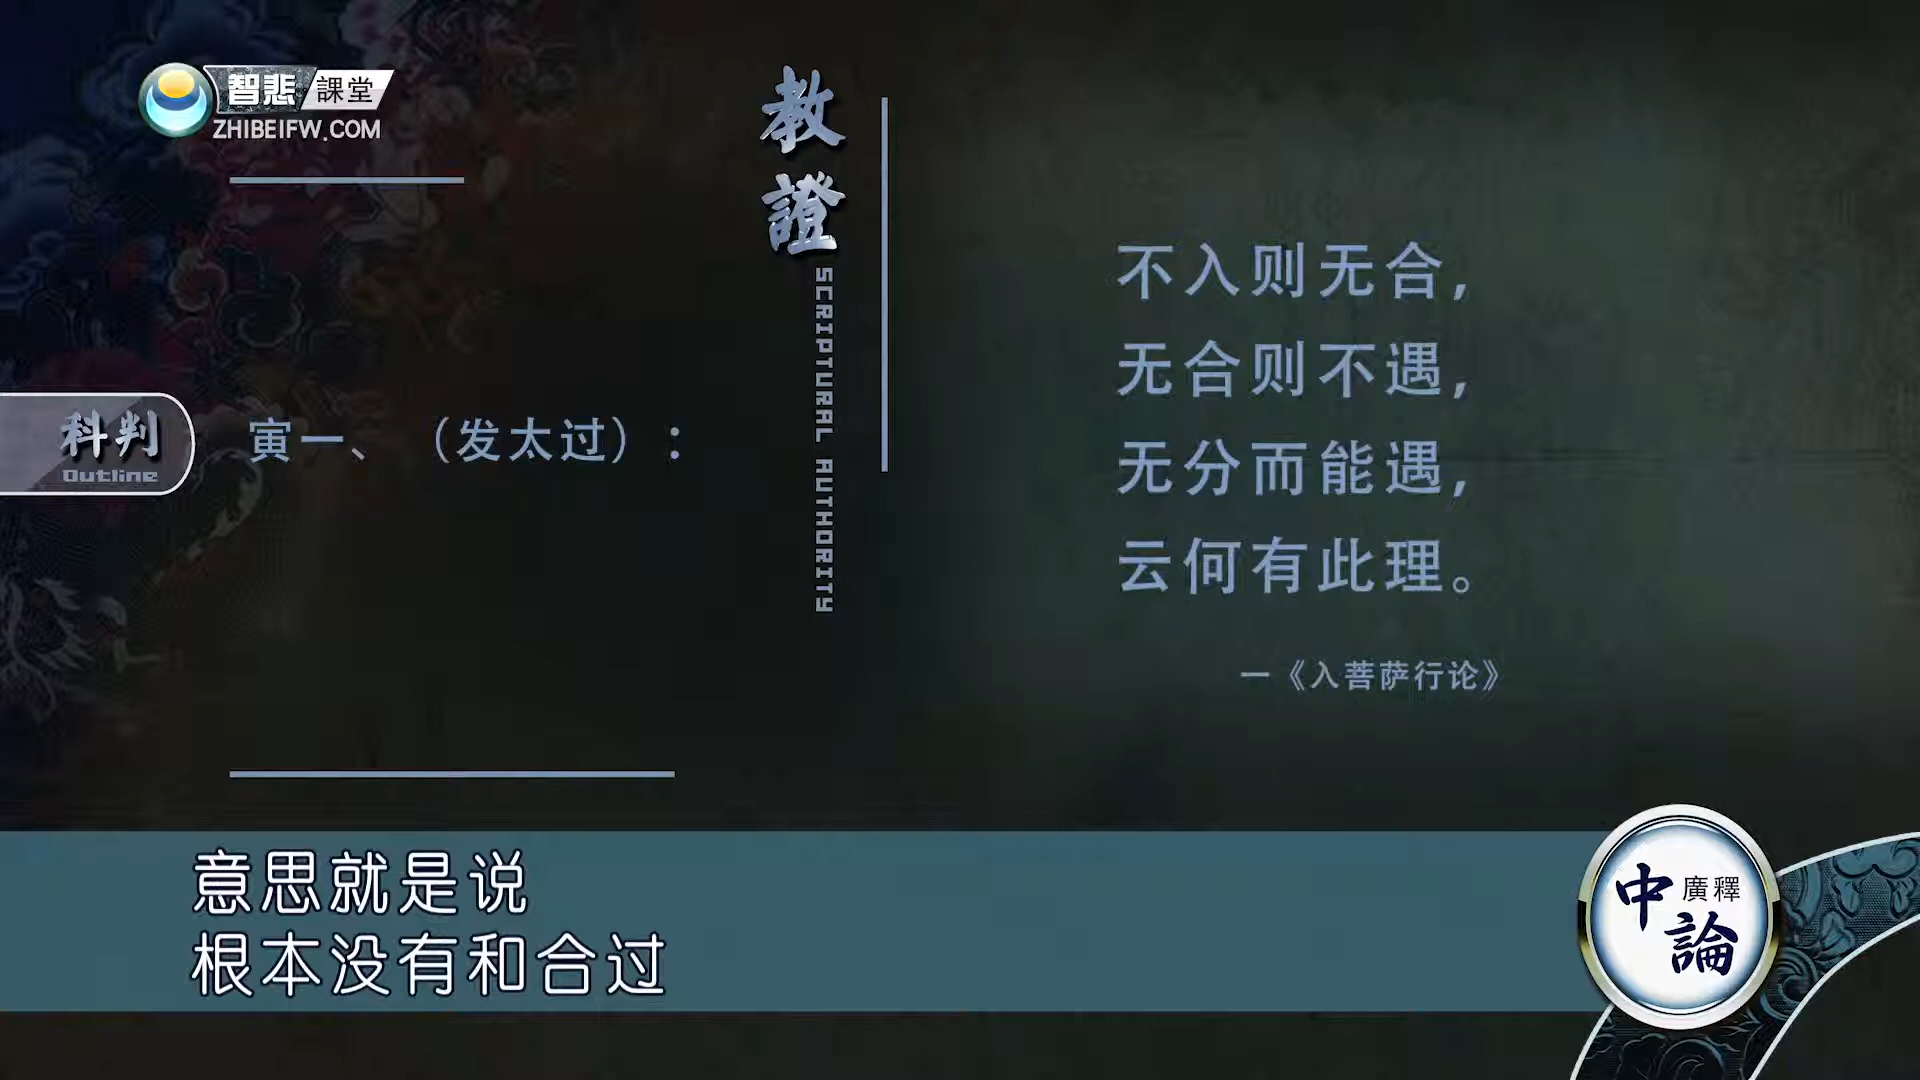 智悲課堂
ZHIBEIFW.COM
科判
Outline
寅一、（发太过）：
教證
SCRIPTURAL AUTHORITY
不入则无合，
无合则不遇，
无分而能遇，
云何有此理。
—《入菩萨行论》
意思就是说
根本没有和合过
中論廣釋